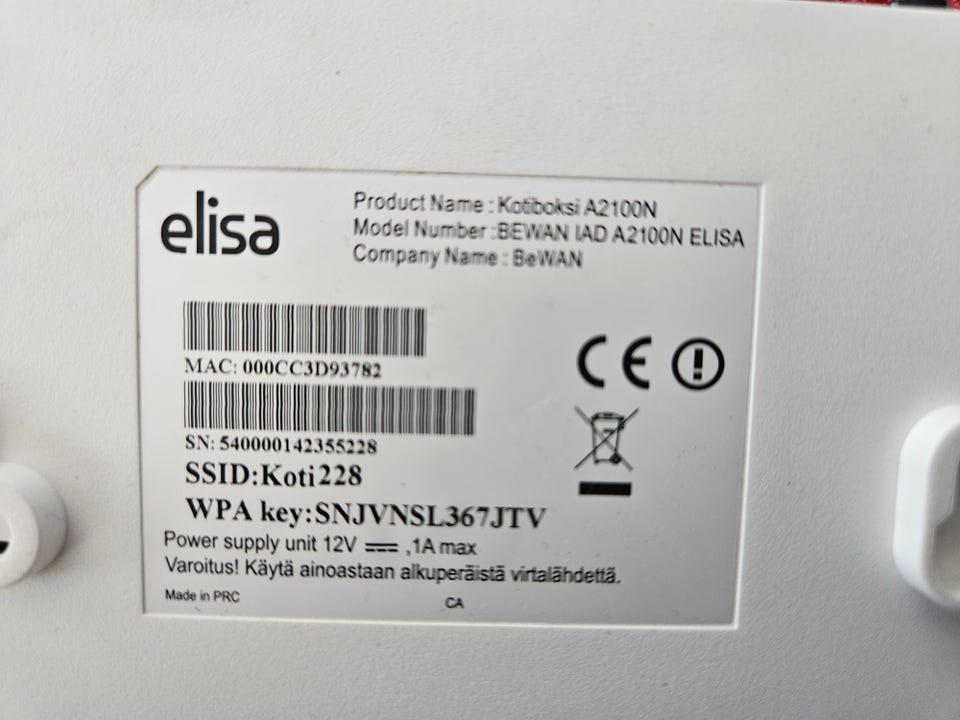 elisa
Product Name : Kotiboksi A2100N
Model Number :BEWAN IAD A2100N ELISA
Company Name : BeWAN
MAC: 000CC3D93782
SN: 540000142355228
SSID:Koti228
WPA key:SNJVNSL367JTV
Power supply unit 12V ⎓ ,1A max
Varoitus! Käytä ainoastaan alkuperäistä virtalähdettä.
Made in PRC
CA